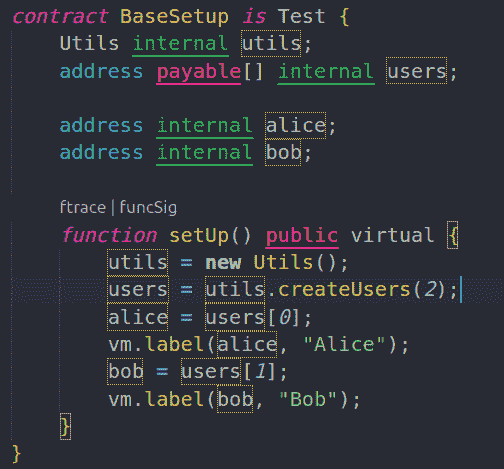 contract BaseSetup is Test {
Utils internal utils;
address payable[] internal users;
address internal alice;
address internal bob;
ftrace | funcSig
function setUp() public virtual {
utils = new Utils();
users = utils.createUsers(2);
alice = users[0];
vm.label(alice, "Alice");
bob = users[1];
vm.label(bob, "Bob");
}
}